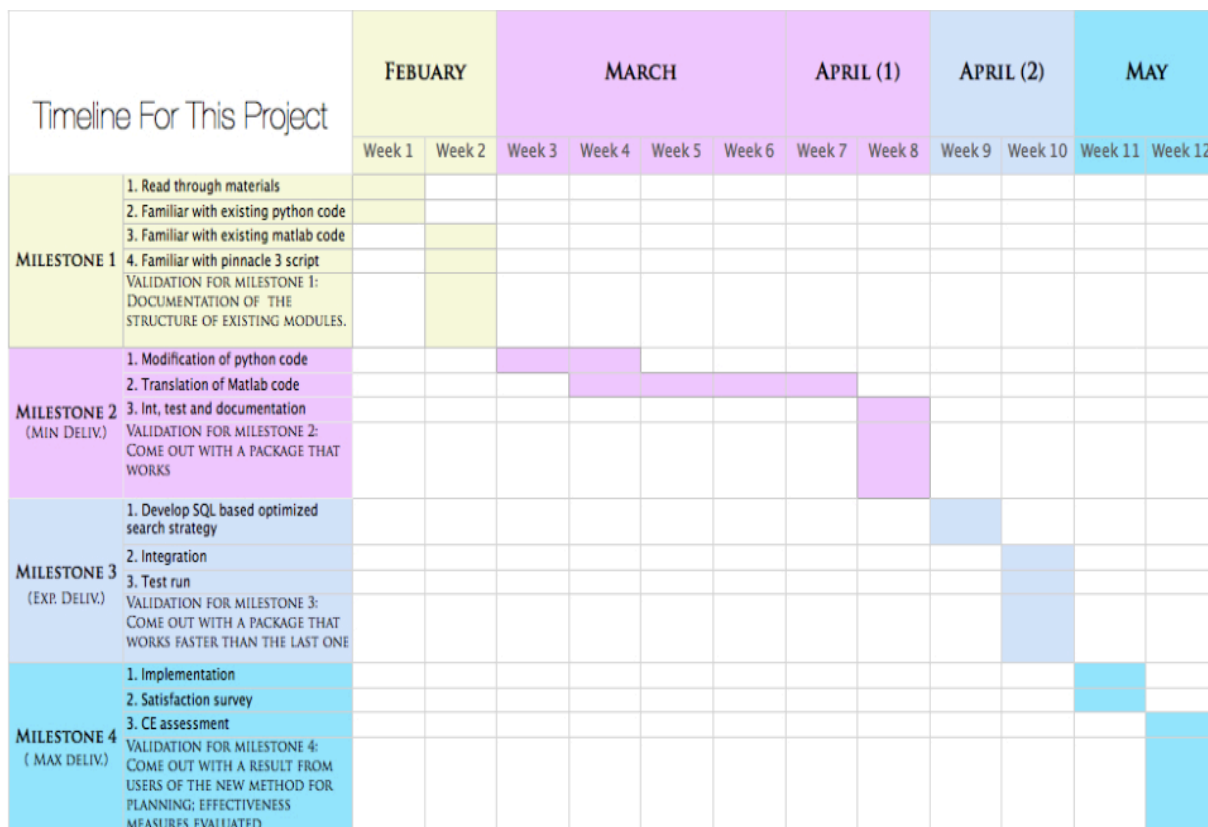 Timeline For This Project
FEBUARY
MARCH
APRIL (1)
APRIL (2)
MAY
Week 1
Week 2
Week 3
Week 4
Week 5
Week 6
Week 7
Week 8
Week 9
Week 10
Week 11
Week 12
MILESTONE 1
1. Read through materials
2. Familiar with existing python code
3. Familiar with existing matlab code
4. Familiar with pinnacle 3 script
VALIDATION FOR MILESTONE 1:
DOCUMENTATION OF THE
STRUCTURE OF EXISTING MODULES.
MILESTONE 2
(MIN DELIV.)
1. Modification of python code
2. Translation of Matlab code
3. Int, test and documentation
VALIDATION FOR MILESTONE 2:
COME OUT WITH A PACKAGE THAT
WORKS
MILESTONE 3
(EXP. DELIV.)
1. Develop SQL based optimized
search strategy
2. Integration
3. Test run
VALIDATION FOR MILESTONE 3:
COME OUT WITH A PACKAGE THAT
WORKS FASTER THAN THE LAST ONE
MILESTONE 4
( MAX DELIV.)
1. Implementation
2. Satisfaction survey
3. CE assessment
VALIDATION FOR MILESTONE 4:
COME OUT WITH A RESULT FROM
USERS OF THE NEW METHOD FOR
PLANNING; EFFECTIVENESS
MEASURES EVALUATED